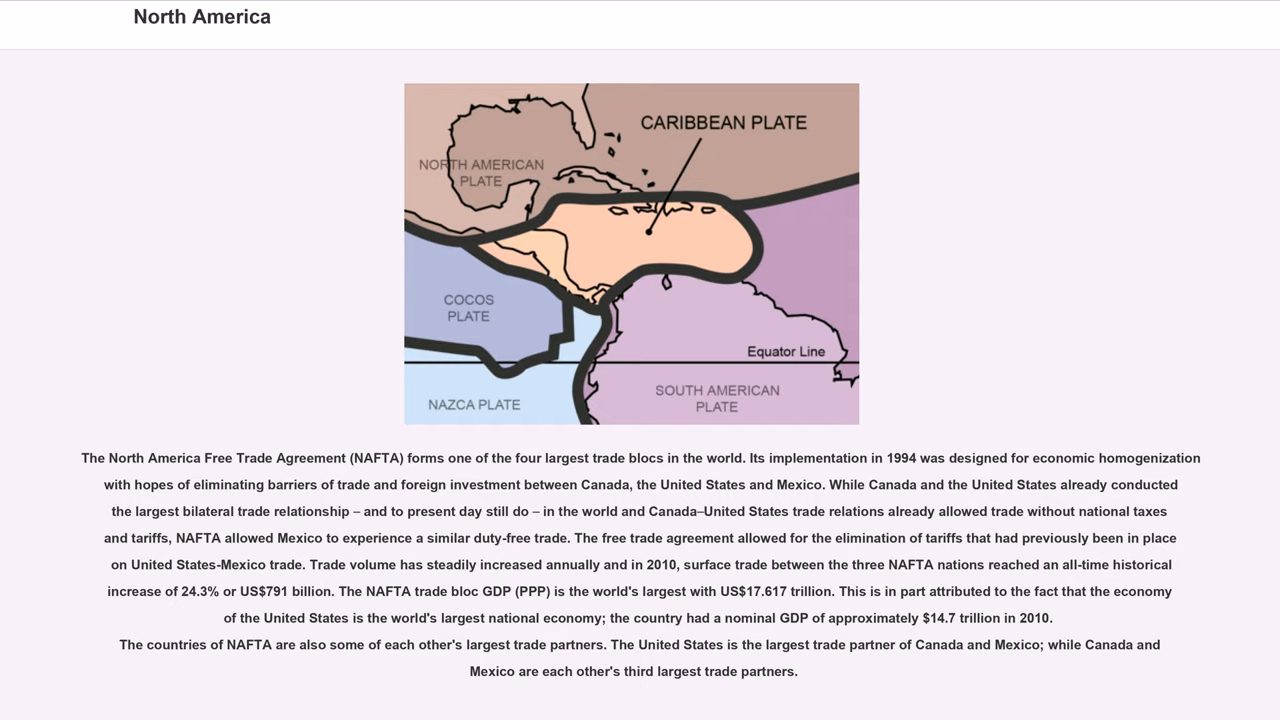 North America
CARIBBEAN PLATE
NORTH AMERICAN
PLATE
COCOS
PLATE
Equator Line
SOUTH AMERICAN
PLATE
NAZCA PLATE
The North America Free Trade Agreement (NAFTA) forms one of the four largest trade blocs in the world. Its implementation in 1994 was designed for economic homogenization
with hopes of eliminating barriers of trade and foreign investment between Canada, the United States and Mexico. While Canada and the United States already conducted
the largest bilateral trade relationship – and to present day still do – in the world and Canada–United States trade relations already allowed trade without national taxes
and tariffs, NAFTA allowed Mexico to experience a similar duty-free trade. The free trade agreement allowed for the elimination of tariffs that had previously been in place
on United States-Mexico trade. Trade volume has steadily increased annually and in 2010, surface trade between the three NAFTA nations reached an all-time historical
increase of 24.3% or US$791 billion. The NAFTA trade bloc GDP (PPP) is the world's largest with US$17.617 trillion. This is in part attributed to the fact that the economy
of the United States is the world's largest national economy; the country had a nominal GDP of approximately $14.7 trillion in 2010.
The countries of NAFTA are also some of each other's largest trade partners. The United States is the largest trade partner of Canada and Mexico; while Canada and
Mexico are each other's third largest trade partners.